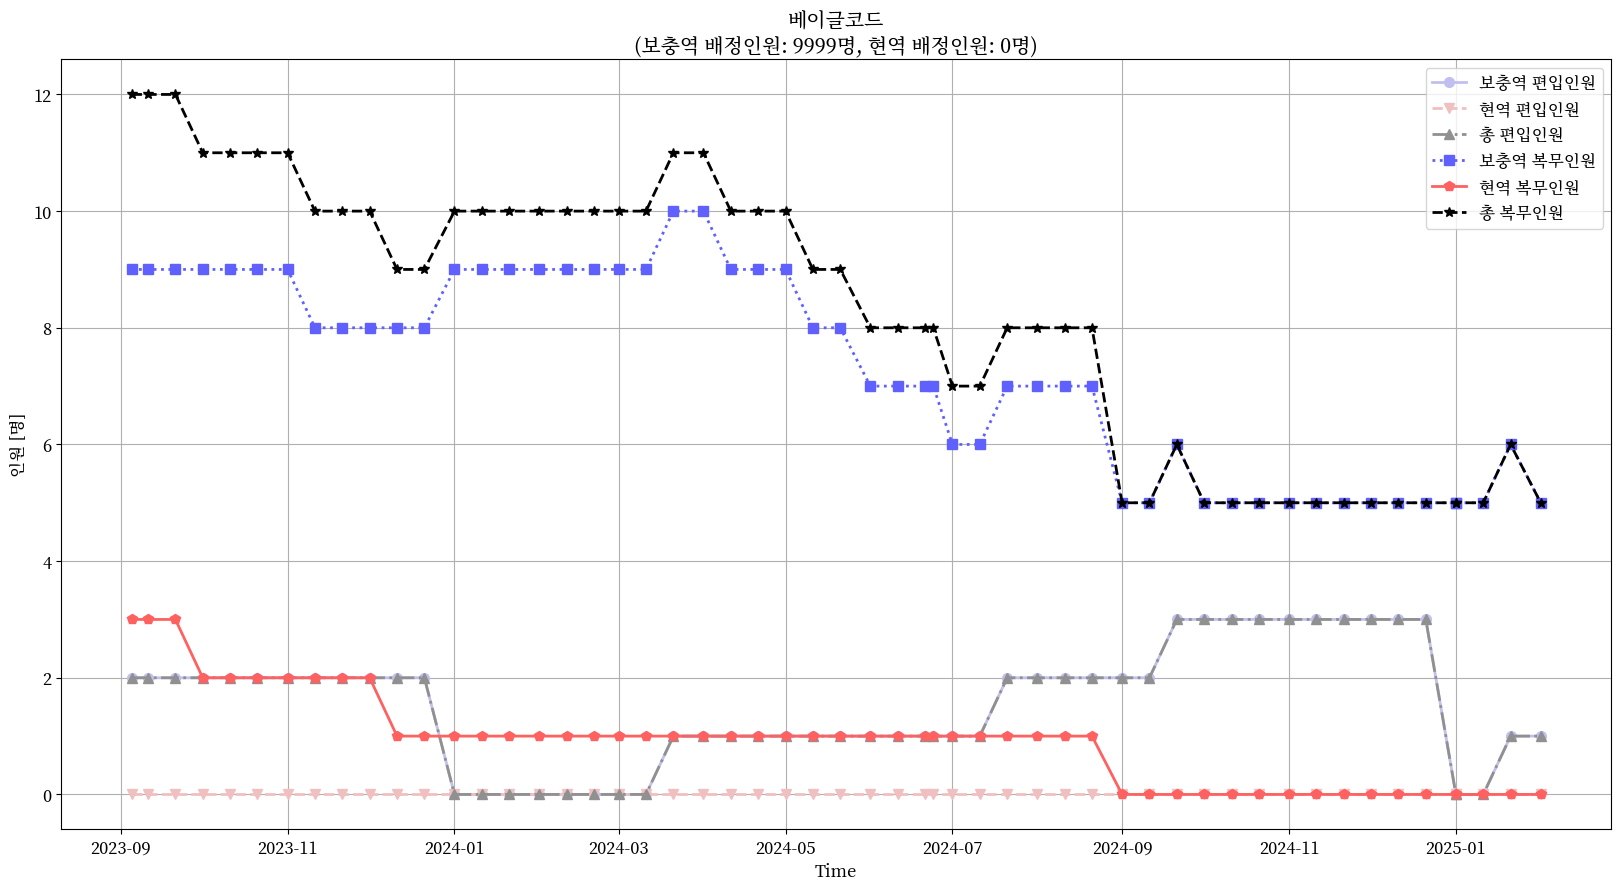 베이글코드
(보충역 배정인원: 9999명, 현역 배정인원: 0명)
보충역 편입인원
현역 편입인원
총 편입인원
보충역 복무인원
현역 복무인원
총 복무인원
인원 [명]
12
10
8
6
4
2
0
2023-09 2023-11 2024-01 2024-03 2024-05 2024-07 2024-09 2024-11 2025-01
Time